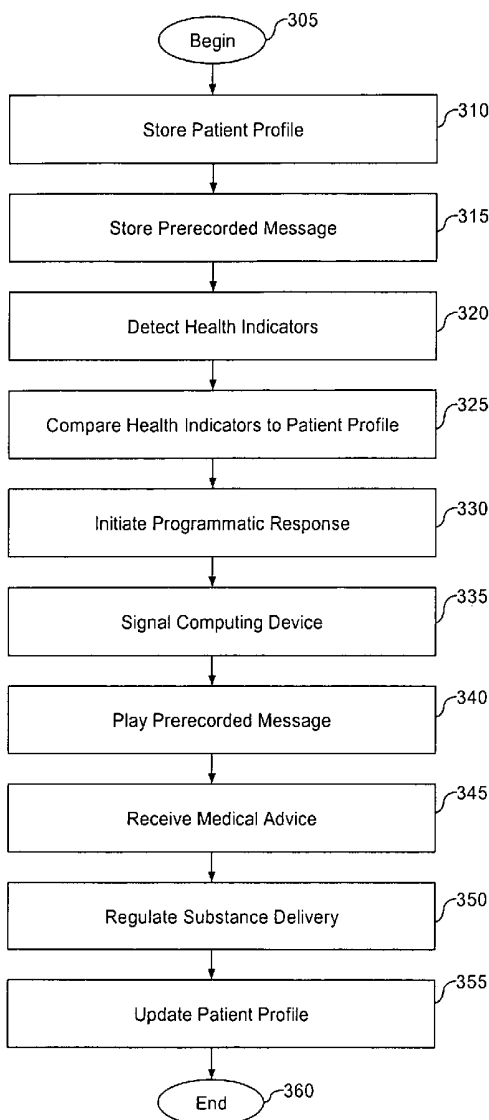 Begin 305
Store Patient Profile 310
Store Prerecorded Message 315
Detect Health Indicators 320
Compare Health Indicators to Patient Profile 325
Initiate Programmatic Response 330
Signal Computing Device 335
Play Prerecorded Message 340
Receive Medical Advice 345
Regulate Substance Delivery 350
Update Patient Profile 355
End 360